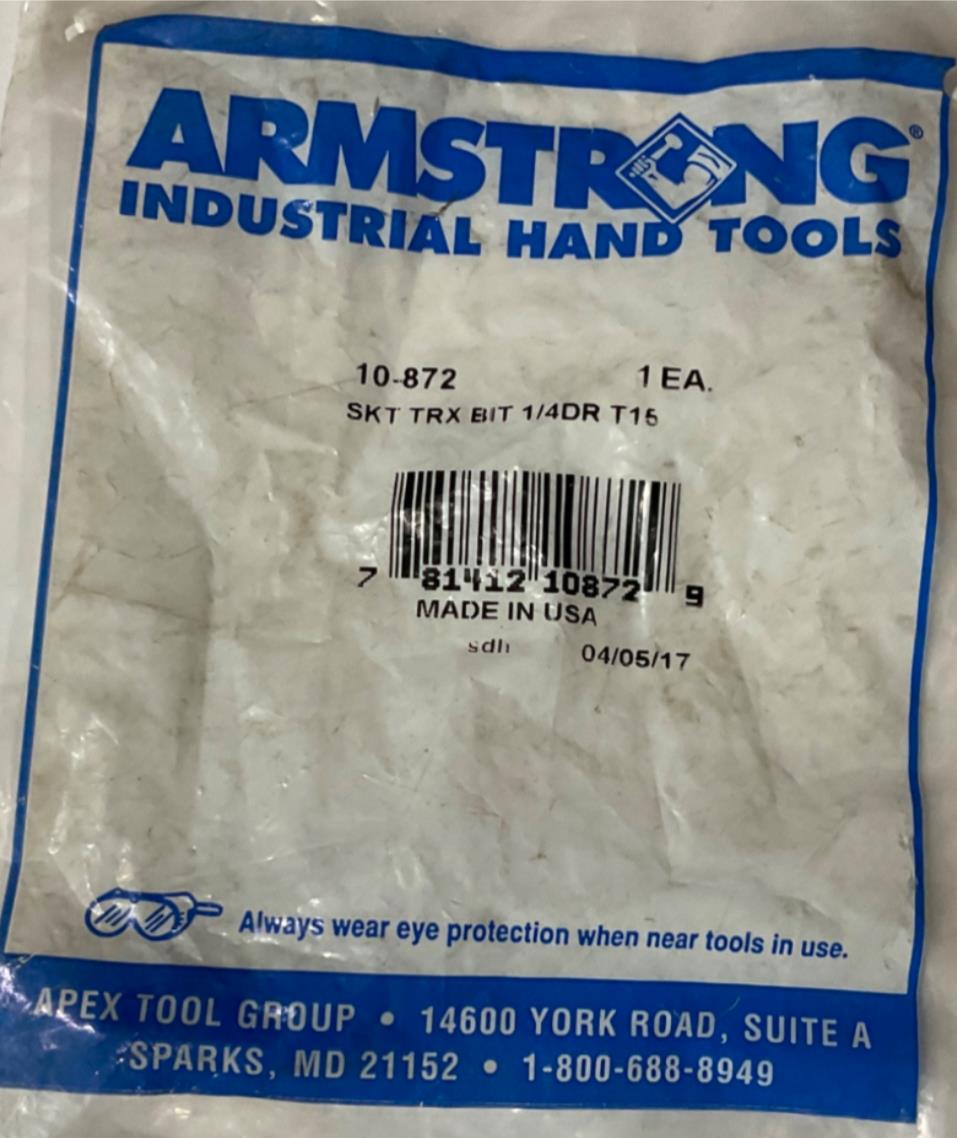 ARMSTRONG®
INDUSTRIAL HAND TOOLS
10-872 1 EA.
SKT TRX BIT 1/4DR T15
7 81412 10872 9
MADE IN USA
sdh 04/05/17
Always wear eye protection when near tools in use.
APEX TOOL GROUP • 14600 YORK ROAD, SUITE A
SPARKS, MD 21152 • 1-800-688-8949